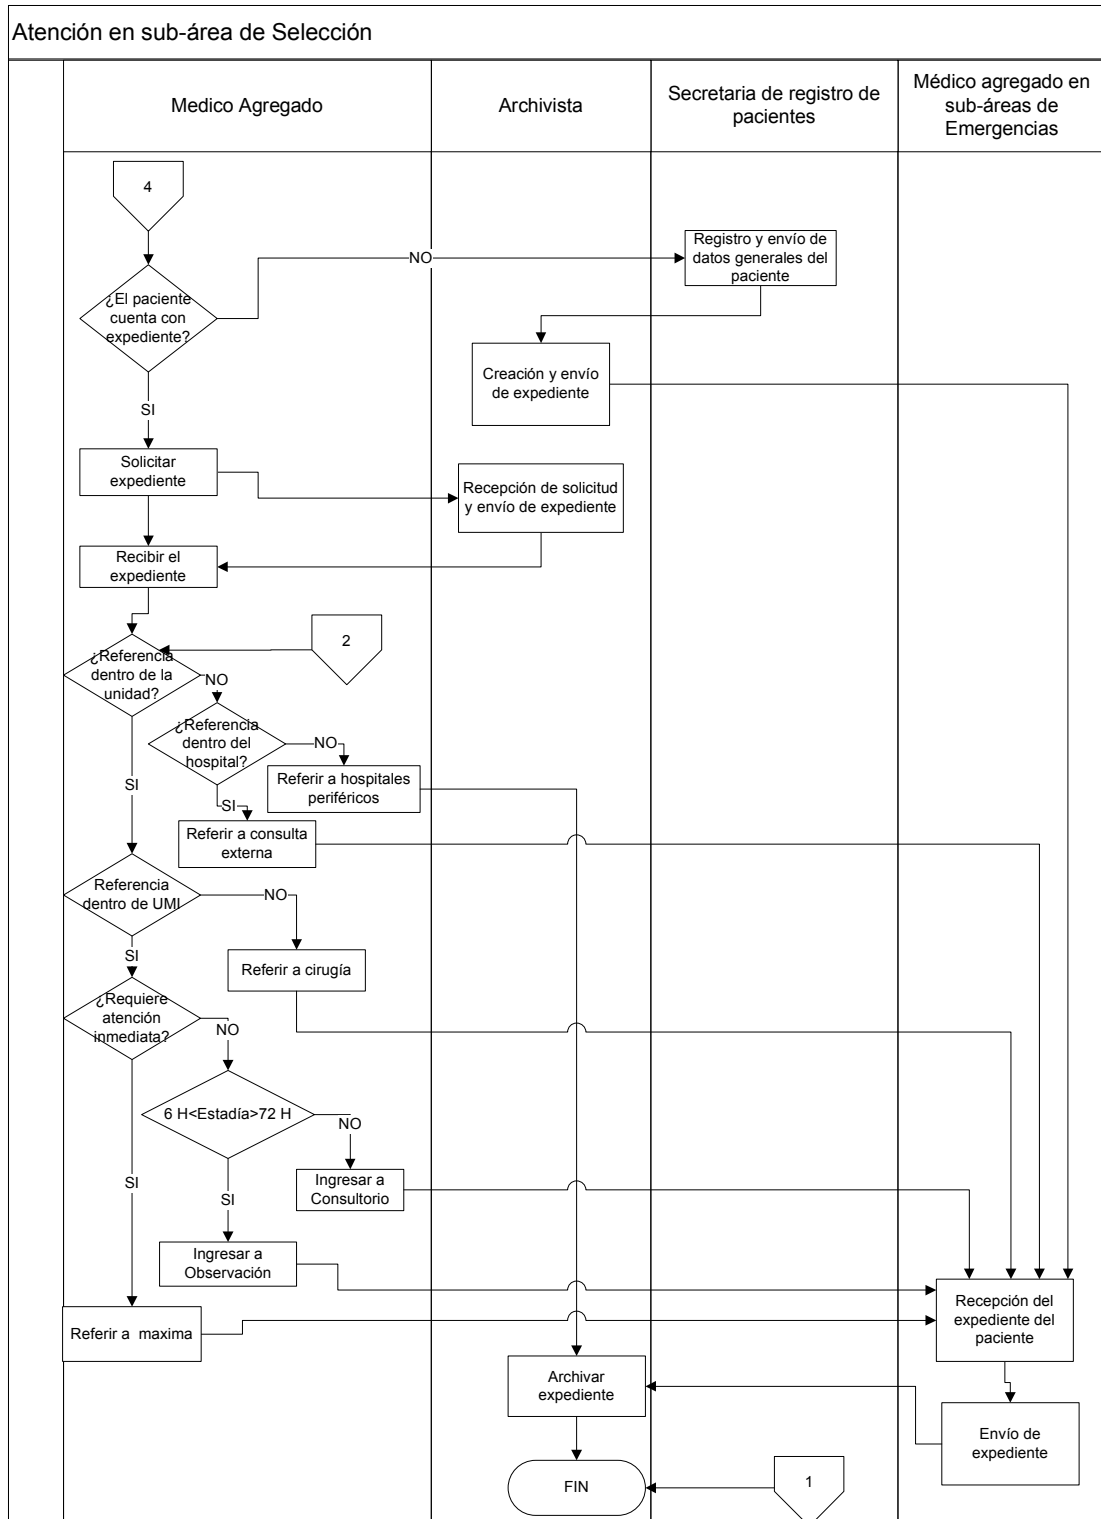 Atención en sub-área de Selección
Medico Agregado
Archivista
Secretaria de registro de
pacientes
Médico agregado en
sub-áreas de
Emergencias
4
NO
Registro y envío de
datos generales del
paciente
¿El paciente
cuenta con
expediente?
Creación y envío
de expediente
SI
Solicitar
expediente
Recepción de solicitud
y envío de expediente
Recibir el
expediente
2
¿Referencia
dentro de la
unidad?
NO
¿Referencia
dentro del
hospital?
NO
Referir a hospitales
periféricos
SI
SI
Referir a consulta
externa
Referencia
dentro de UMI
NO
SI
Referir a cirugía
¿Requiere
atención
inmediata?
NO
6 H<Estadía>72 H
NO
SI
Ingresar a
Consultorio
SI
Ingresar a
Observación
Referir a  maxima
Recepción del
expediente del
paciente
Archivar
expediente
Envío de
expediente
FIN
1